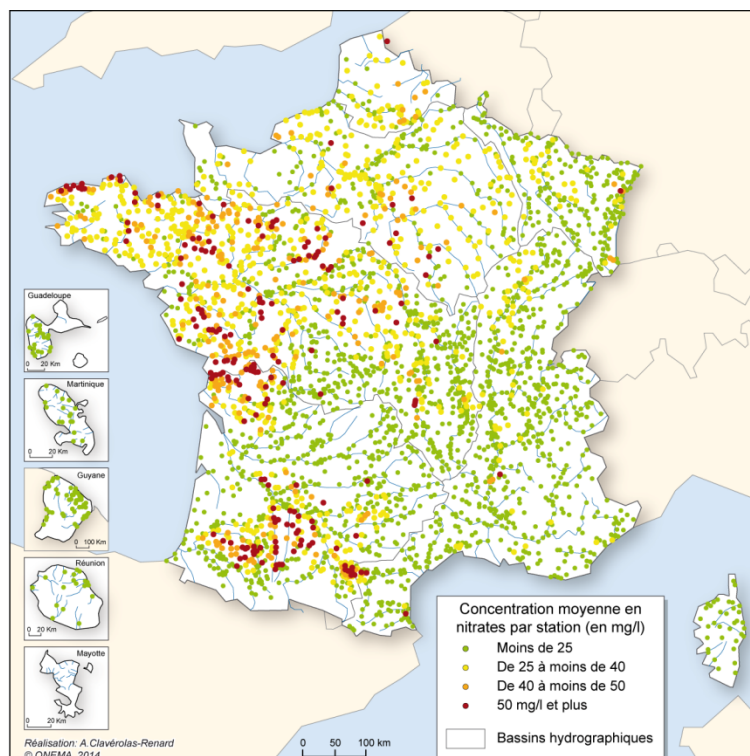 Guadeloupe
0 20 Km
Martinique
0 20 Km
Guyane
0 100 Km
Réunion
0 20 Km
Mayotte
0 20 Km
Réalisation: A.Clavérolas-Renard
© ONEMA, 2014
0 50 100 km
Concentration moyenne en
nitrates par station (en mg/l)
Moins de 25
De 25 à moins de 40
De 40 à moins de 50
50 mg/l et plus
Bassins hydrographiques